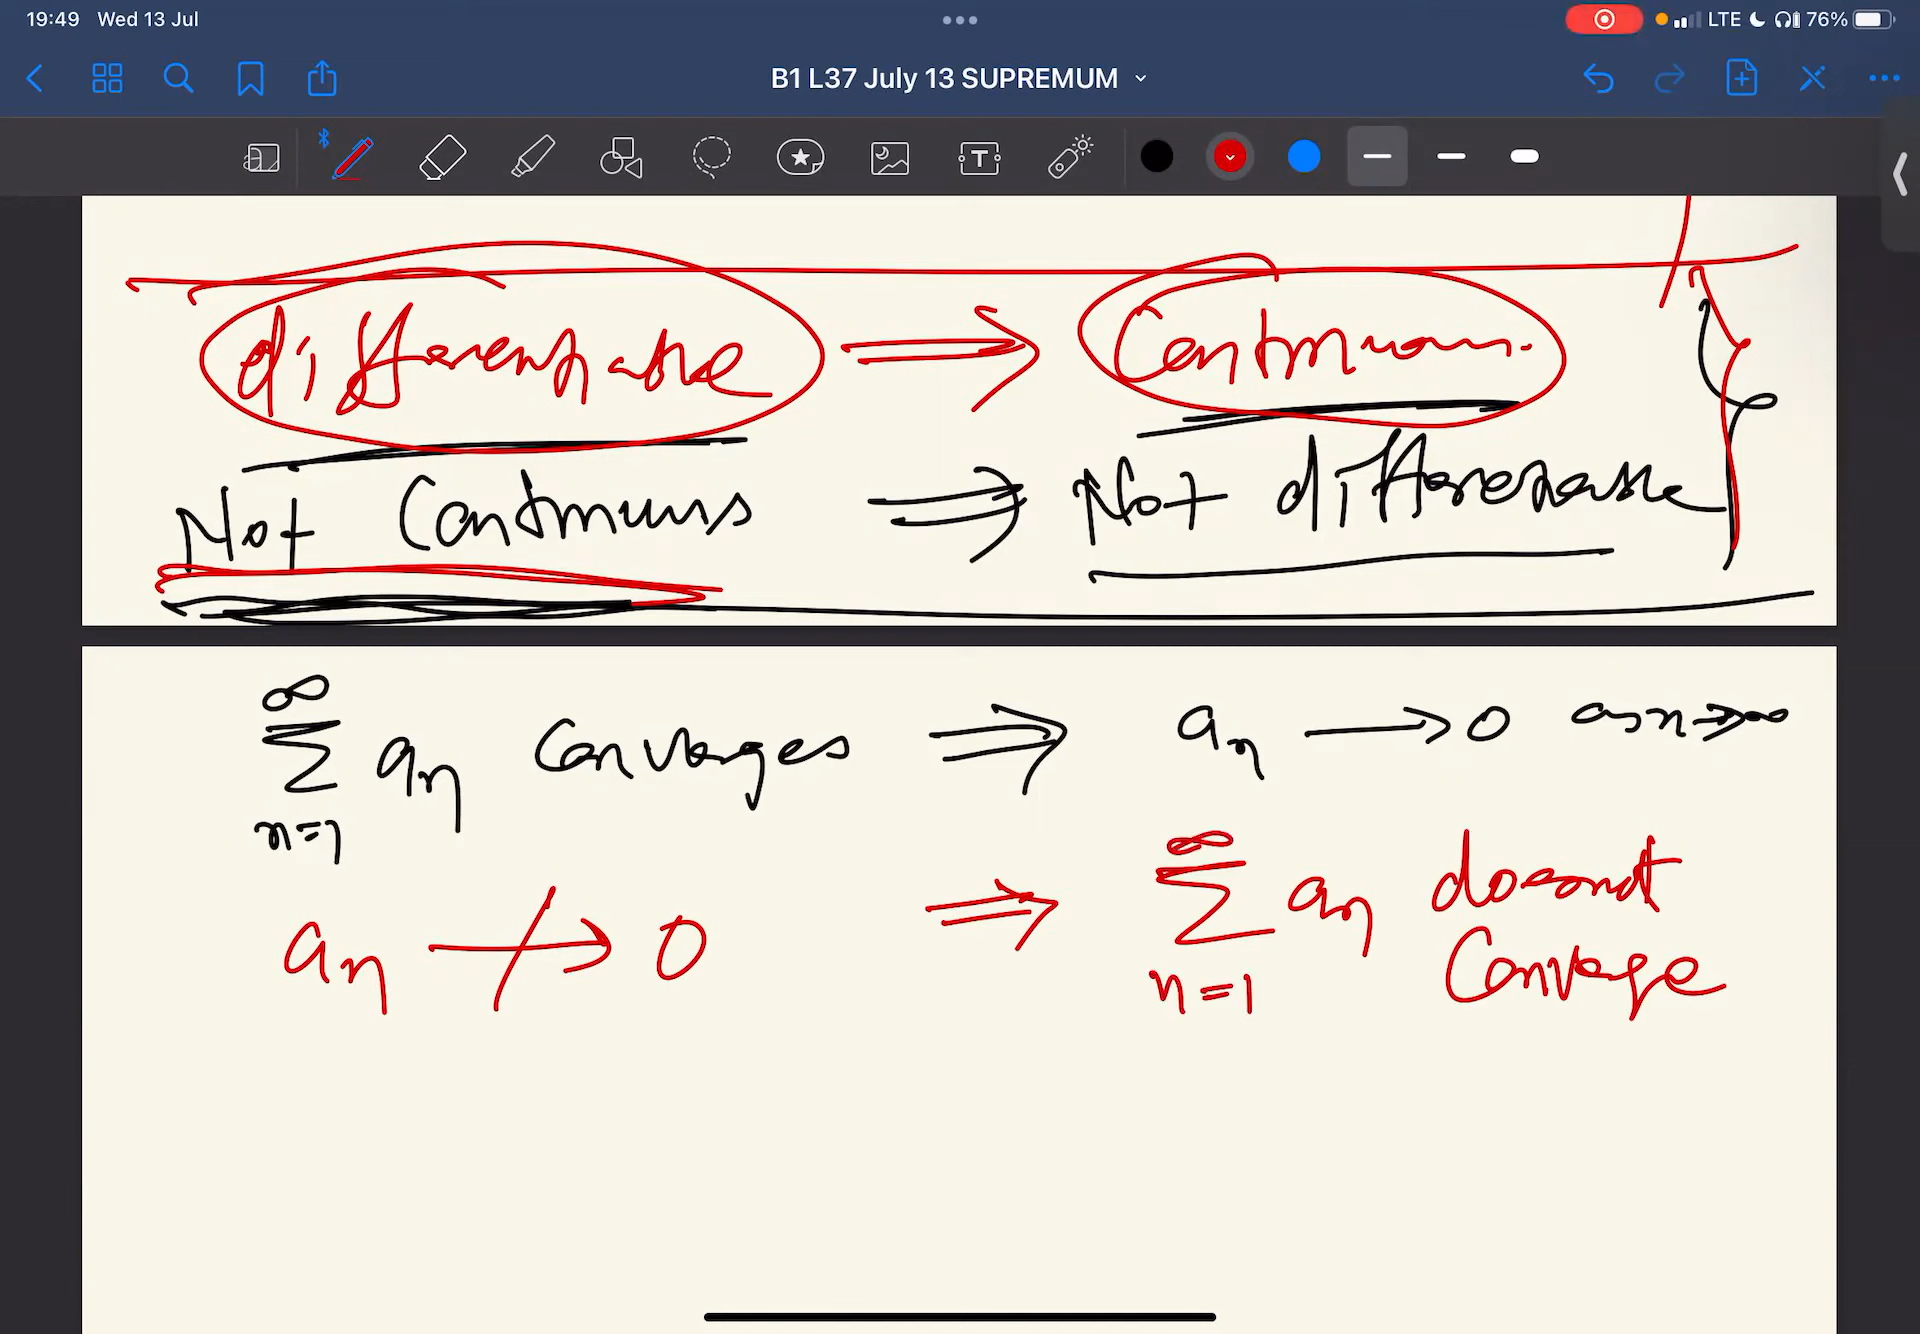 19:49 Wed 13 Jul
LTE 76%
B1 L37 July 13 SUPREMUM
T
differentiable ⟹ Continuous.
Not Continuous ⟹ Not differentiable
∞
∑ aₙ Converges ⟹ aₙ → 0 as n→∞
n=1
aₙ ↛ 0 ⟹ ∑ aₙ doesnot
∞
n=1 Converge